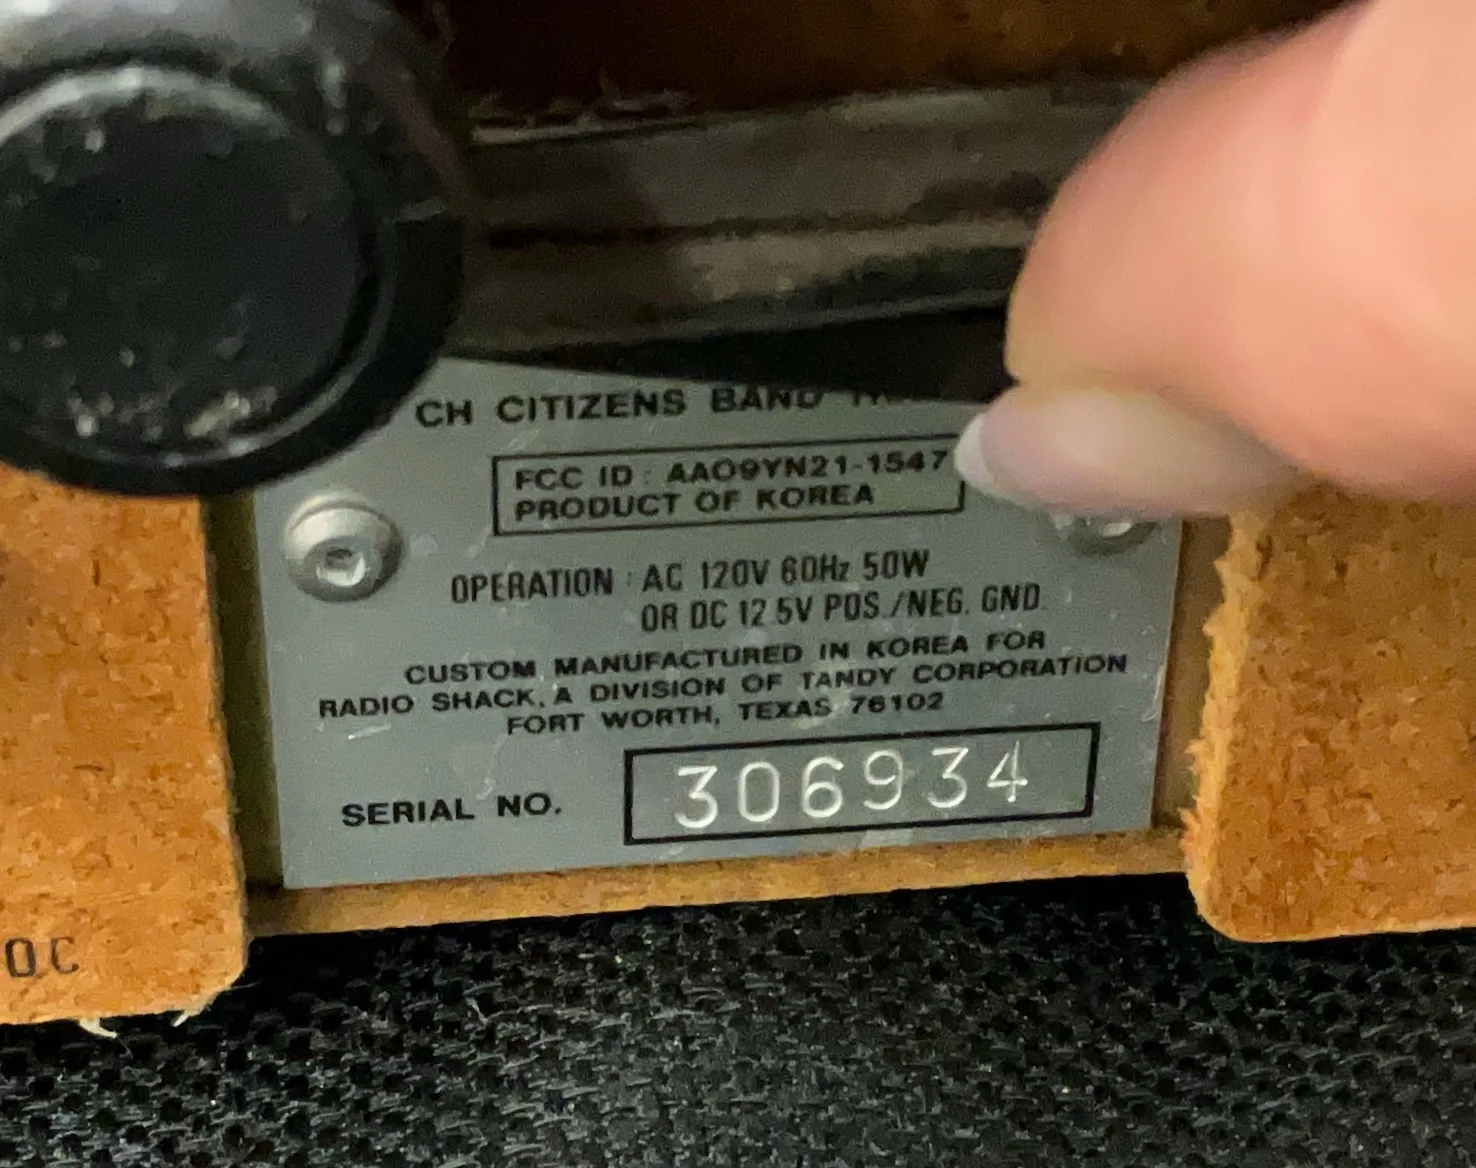 CH CITIZENS BAND
FCC ID : AAO9YN21-1547
PRODUCT OF KOREA
OPERATION : AC 120V 60Hz 50W
OR DC 12.5V POS./NEG. GND.
CUSTOM MANUFACTURED IN KOREA FOR
RADIO SHACK, A DIVISION OF TANDY CORPORATION
FORT WORTH, TEXAS 76102
SERIAL NO. 306934